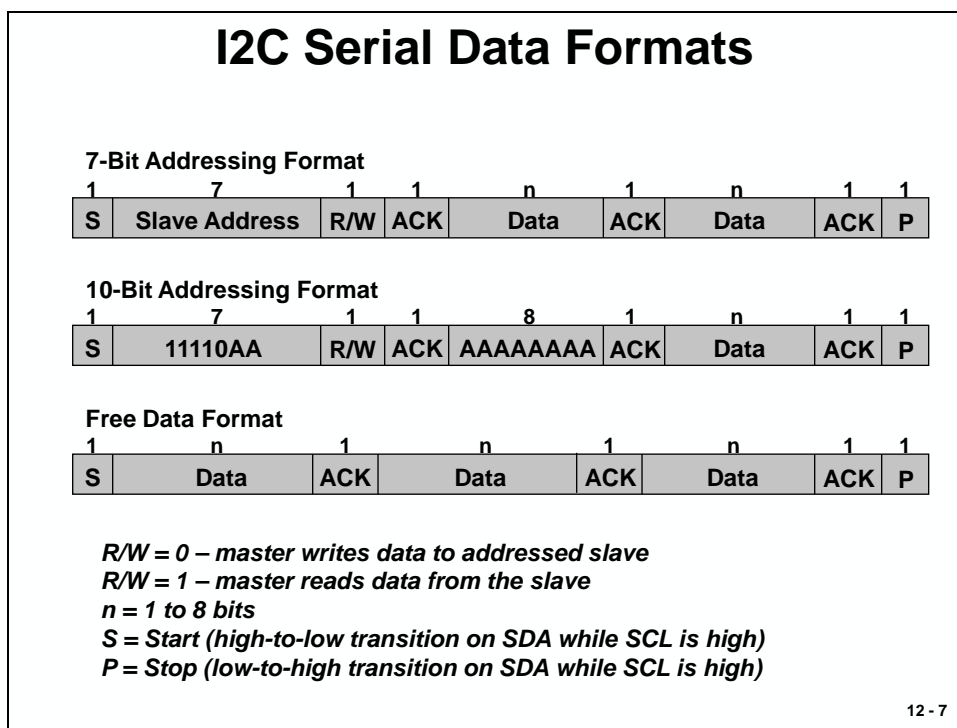 I2C Serial Data Formats
7-Bit Addressing Format
1 7 1 1 n 1 n 1 1
S Slave Address R/W ACK Data ACK Data ACK P
10-Bit Addressing Format
1 7 1 1 8 1 n 1 1
S 11110AA R/W ACK AAAAAAAA ACK Data ACK P
Free Data Format
1 n 1 n 1 n 1 1
S Data ACK Data ACK Data ACK P
R/W = 0 – master writes data to addressed slave
R/W = 1 – master reads data from the slave
n = 1 to 8 bits
S = Start (high-to-low transition on SDA while SCL is high)
P = Stop (low-to-high transition on SDA while SCL is high)
12 - 7